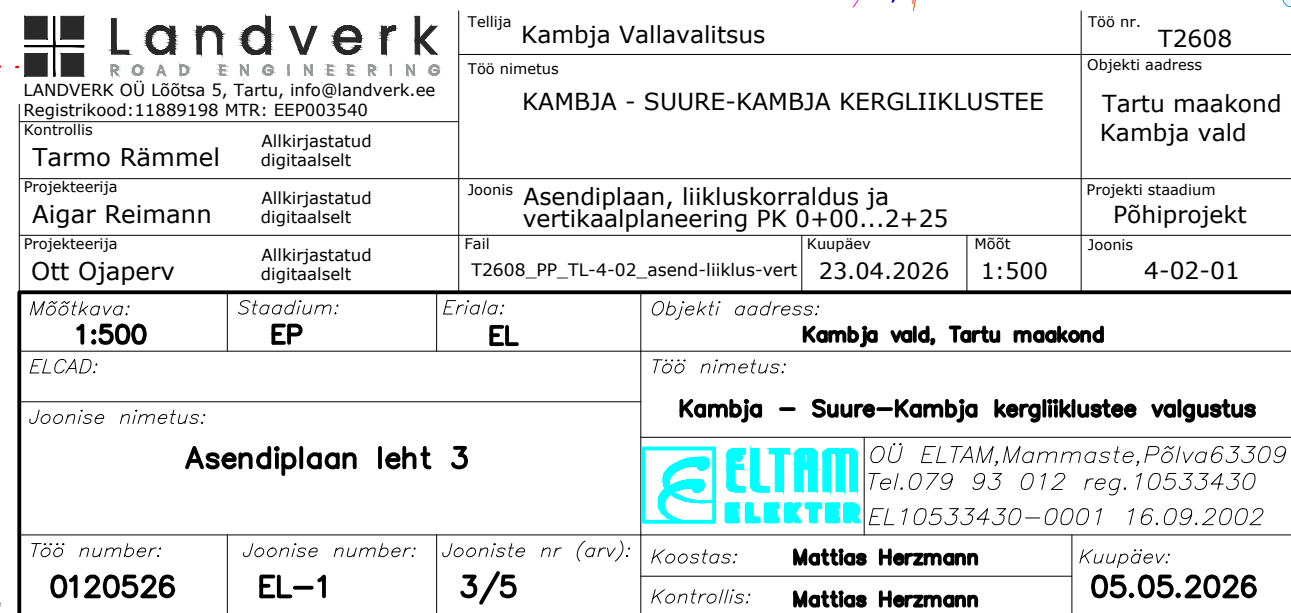 Landverk
ROAD ENGINEERING
LANDVERK OÜ Lõõtsa 5, Tartu, info@landverk.ee
Registrikood:11889198 MTR: EEP003540
Tellija
Kambja Vallavalitsus
Töö nr.
T2608
Töö nimetus
KAMBJA - SUURE-KAMBJA KERGLIIKLUSTEE
Objekti aadress
Tartu maakond
Kambja vald
Kontrollis
Tarmo Rämmel
Allkirjastatud
digitaalselt
Projekteerija
Aigar Reimann
Allkirjastatud
digitaalselt
Joonis
Asendiplaan, liikluskorraldus ja
vertikaalplaneering PK 0+00...2+25
Projekti staadium
Põhiprojekt
Projekteerija
Ott Ojaperv
Allkirjastatud
digitaalselt
Fail
T2608_PP_TL-4-02_asend-liiklus-vert
Kuupäev
23.04.2026
Mõõt
1:500
Joonis
4-02-01
Mõõtkava:
1:500
Staadium:
EP
Eriala:
EL
Objekti aadress:
Kambja vald, Tartu maakond
ELCAD:
Töö nimetus:
Kambja – Suure–Kambja kergliiklustee valgustus
Joonise nimetus:
Asendiplaan leht 3
ELTAM
ELEKTER
OÜ ELTAM,Mammaste,Põlva63309
Tel.079 93 012 reg.10533430
EL10533430–0001 16.09.2002
Töö number:
0120526
Joonise number:
EL–1
Jooniste nr (arv):
3/5
Koostas: Mattias Herzmann
Kontrollis: Mattias Herzmann
Kuupäev:
05.05.2026